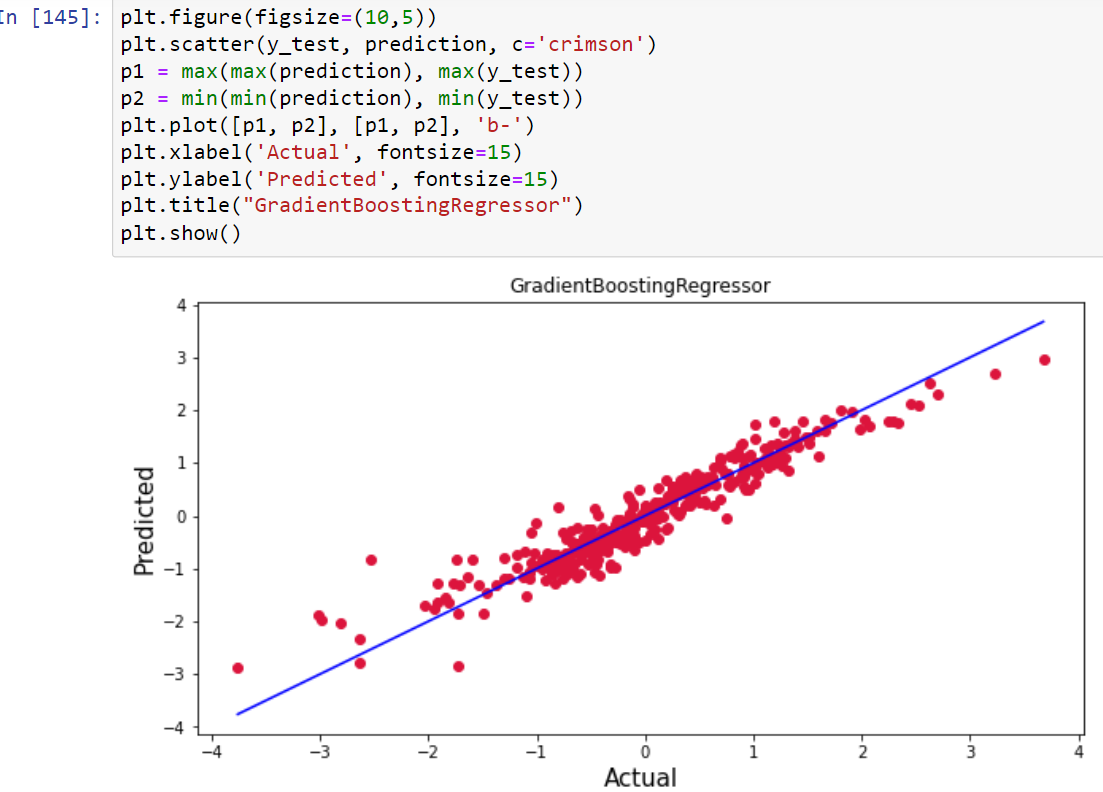 In [145]:
plt.figure(figsize=(10,5))
plt.scatter(y_test, prediction, c='crimson')
p1 = max(max(prediction), max(y_test))
p2 = min(min(prediction), min(y_test))
plt.plot([p1, p2], [p1, p2], 'b-')
plt.xlabel('Actual', fontsize=15)
plt.ylabel('Predicted', fontsize=15)
plt.title("GradientBoostingRegressor")
plt.show()
GradientBoostingRegressor
4
3
2
1
0
−1
−2
−3
−4
Predicted
−4 −3 −2 −1 0 1 2 3 4
Actual